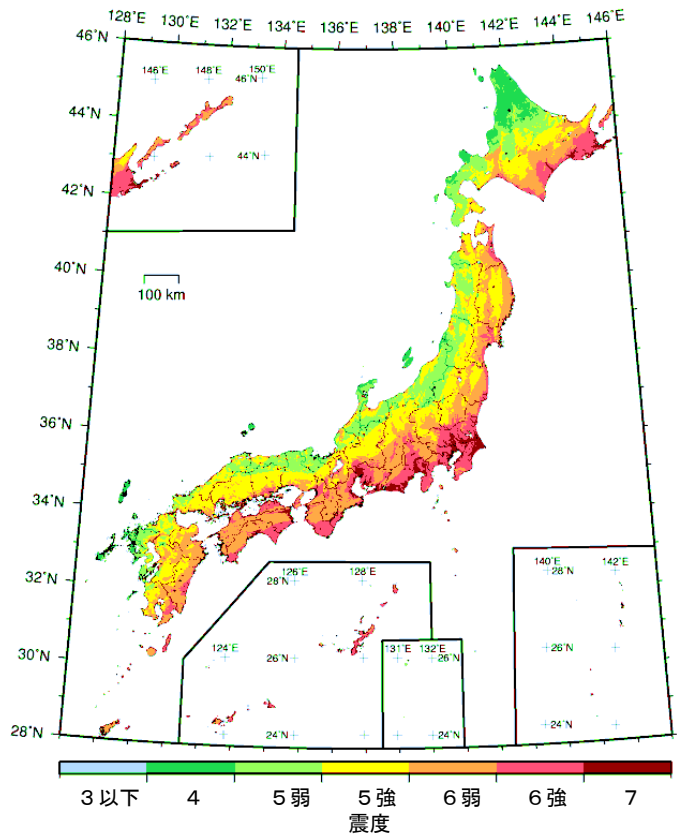 128°E 130°E 132°E 134°E 136°E 138°E 140°E 142°E 144°E 146°E
46°N
146°E 148°E 150°E
46°N
44°N
44°N
42°N
40°N
100 km
38°N
36°N
34°N
32°N
126°E 128°E
28°N
140°E 142°E
28°N
30°N
124°E
26°N
131°E 132°E
26°N
26°N
28°N
24°N
24°N
24°N
3以下 4 5弱 5強 6弱 6強 7
震度